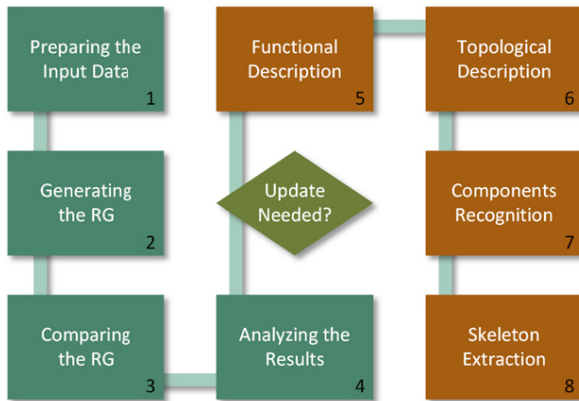 Preparing the
Input Data
1
Generating
the RG
2
Comparing
the RG
3
Analyzing the
Results
4
Update
Needed?
Functional
Description
5
Topological
Description
6
Components
Recognition
7
Skeleton
Extraction
8